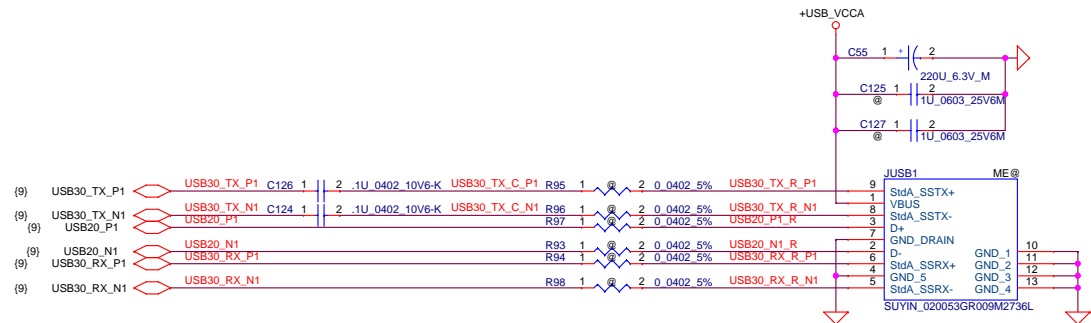 +USB_VCCA
C55 1 + 2
220U_6.3V_M
C125 1 2
@ 1U_0603_25V6M
C127 1 2
@ 1U_0603_25V6M
JUSB1 ME@
{9} USB30_TX_P1 USB30_TX_P1 C126 1 2 .1U_0402_10V6-K USB30_TX_C_P1 R95 1 @ 2 0_0402_5% USB30_TX_R_P1 9 StdA_SSTX+
1 VBUS
{9} USB30_TX_N1 USB30_TX_N1 C124 1 2 .1U_0402_10V6-K USB30_TX_C_N1 R96 1 @ 2 0_0402_5% USB30_TX_R_N1 8 StdA_SSTX-
{9} USB20_P1 USB20_P1 R97 1 @ 2 0_0402_5% USB20_P1_R 3 D+
7 GND_DRAIN
{9} USB20_N1 USB20_N1 R93 1 @ 2 0_0402_5% USB20_N1_R 2 D- GND_1 10
{9} USB30_RX_P1 USB30_RX_P1 R94 1 @ 2 0_0402_5% USB30_RX_R_P1 6 StdA_SSRX+ GND_2 11
4 GND_5 GND_3 12
{9} USB30_RX_N1 USB30_RX_N1 R98 1 @ 2 0_0402_5% USB30_RX_R_N1 5 StdA_SSRX- GND_4 13
SUYIN_020053GR009M2736L